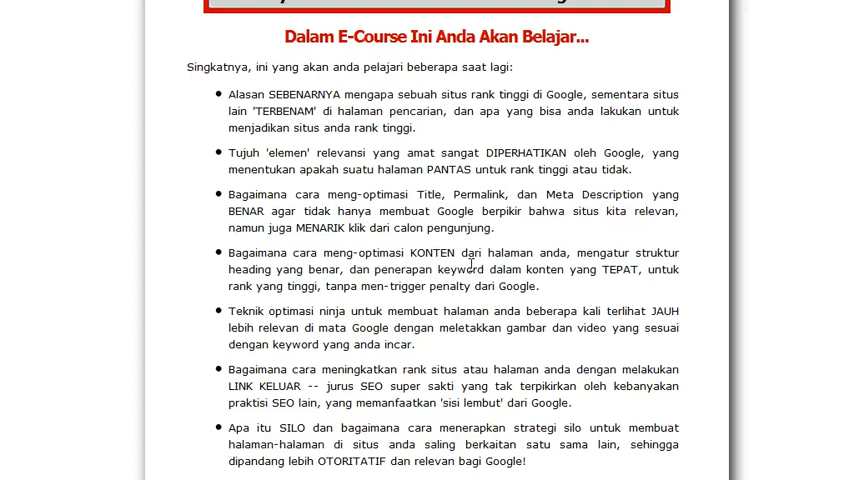 Dalam E-Course Ini Anda Akan Belajar...
Singkatnya, ini yang akan anda pelajari beberapa saat lagi:
Alasan SEBENARNYA mengapa sebuah situs rank tinggi di Google, sementara situs
lain 'TERBENAM' di halaman pencarian, dan apa yang bisa anda lakukan untuk
menjadikan situs anda rank tinggi.
Tujuh 'elemen' relevansi yang amat sangat DIPERHATIKAN oleh Google, yang
menentukan apakah suatu halaman PANTAS untuk rank tinggi atau tidak.
Bagaimana cara meng-optimasi Title, Permalink, dan Meta Description yang
BENAR agar tidak hanya membuat Google berpikir bahwa situs kita relevan,
namun juga MENARIK klik dari calon pengunjung.
Bagaimana cara meng-optimasi KONTEN dari halaman anda, mengatur struktur
heading yang benar, dan penerapan keyword dalam konten yang TEPAT, untuk
rank yang tinggi, tanpa men-trigger penalty dari Google.
Teknik optimasi ninja untuk membuat halaman anda beberapa kali terlihat JAUH
lebih relevan di mata Google dengan meletakkan gambar dan video yang sesuai
dengan keyword yang anda incar.
Bagaimana cara meningkatkan rank situs atau halaman anda dengan melakukan
LINK KELUAR -- jurus SEO super sakti yang tak terpikirkan oleh kebanyakan
praktisi SEO lain, yang memanfaatkan 'sisi lembut' dari Google.
Apa itu SILO dan bagaimana cara menerapkan strategi silo untuk membuat
halaman-halaman di situs anda saling berkaitan satu sama lain, sehingga
dipandang lebih OTORITATIF dan relevan bagi Google!